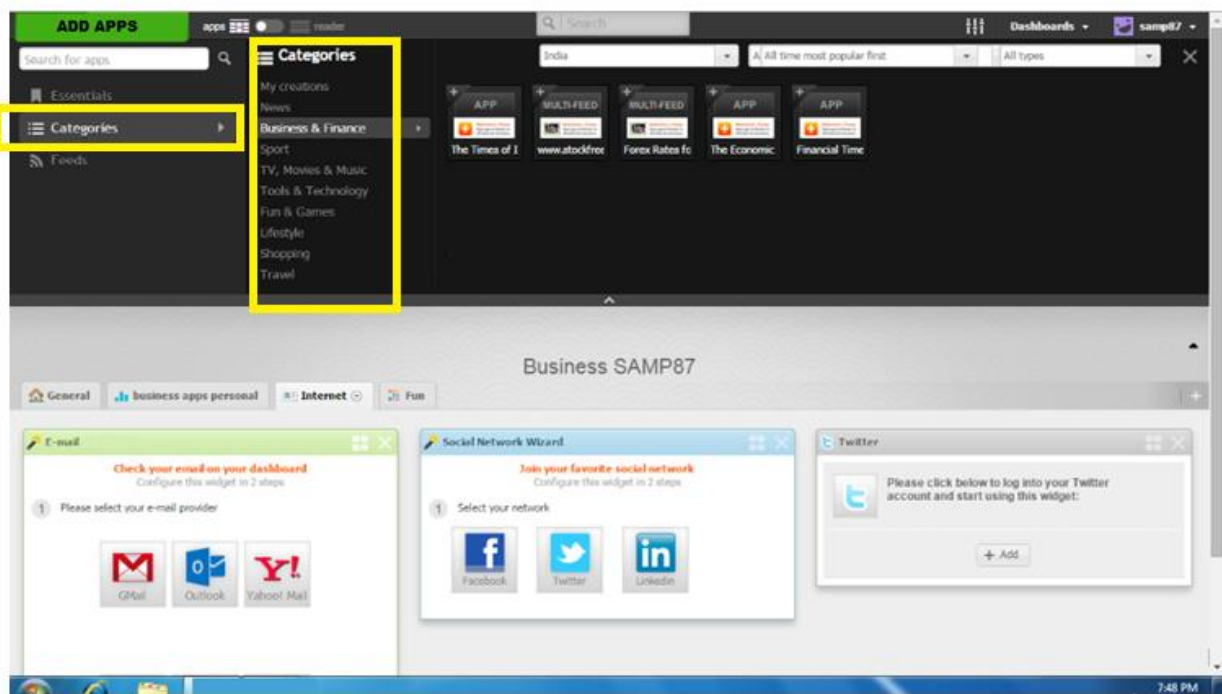 ADD APPS
apps
reader
Search
Dashboards
samp87
Search for apps
Essentials
Categories
Feeds
Categories
My creations
News
Business & Finance
Sport
TV, Movies & Music
Tools & Technology
Fun & Games
Lifestyle
Shopping
Travel
India
A All time most popular first
All types
APP
MULTI-FEED
MULTI-FEED
APP
APP
The Times of I
www.stockfree
Forex Rates fo
The Economic
Financial Time
Business SAMP87
General
business apps personal
Internet
Fun
E-mail
Check your email on your dashboard
Configure this widget in 2 steps
1 Please select your e-mail provider
GMail
Outlook
Yahoo! Mail
Social Network Wizard
Join your favorite social network
Configure this widget in 2 steps
1 Select your network
Facebook
Twitter
LinkedIn
Twitter
Please click below to log into your Twitter
account and start using this widget:
+ Add
7:48 PM